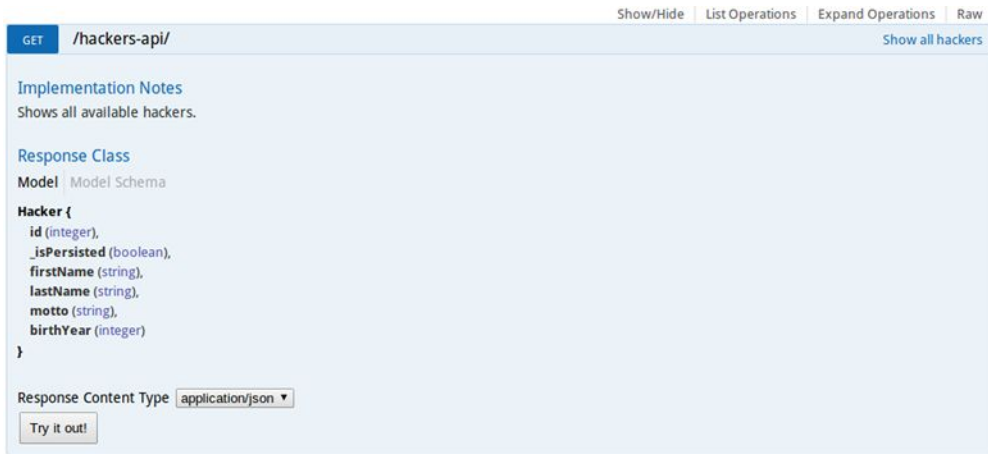 Show/Hide List Operations Expand Operations Raw
GET /hackers-api/ Show all hackers
Implementation Notes
Shows all available hackers.
Response Class
Model Model Schema
Hacker {
id (integer),
_isPersisted (boolean),
firstName (string),
lastName (string),
motto (string),
birthYear (integer)
}
Response Content Type application/json
Try it out!